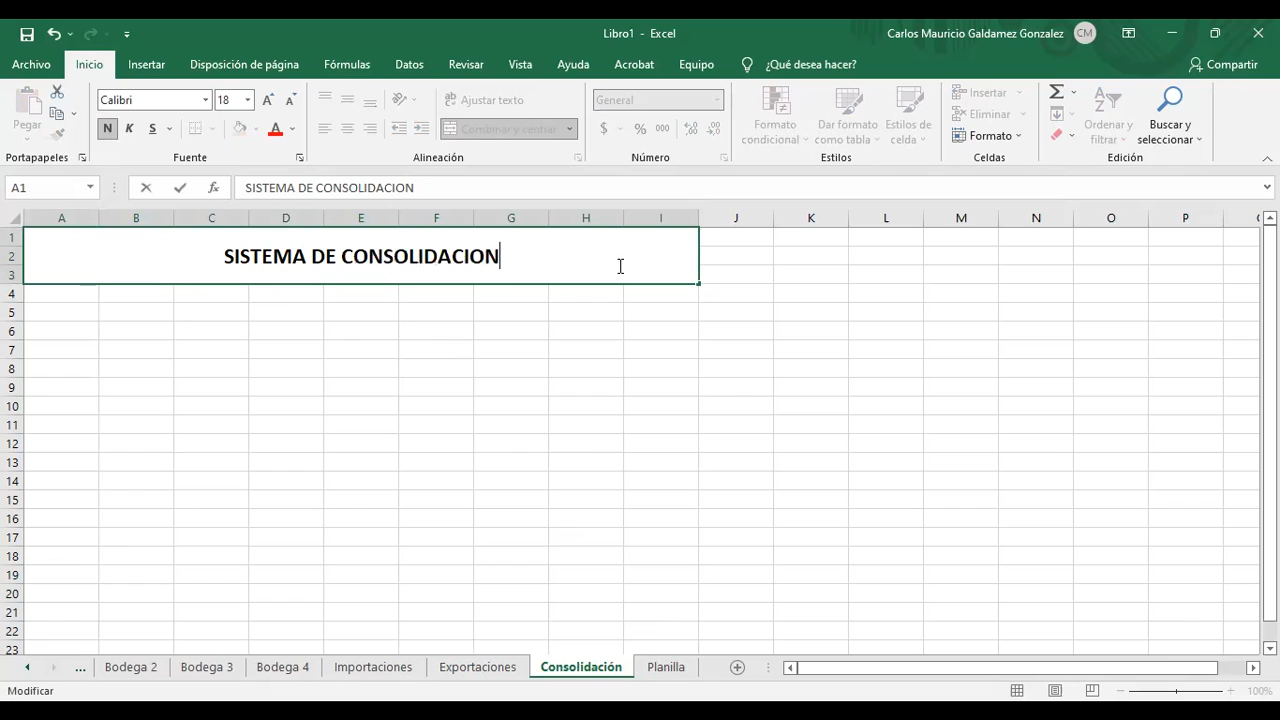 Libro1 - Excel
Carlos Mauricio Galdamez Gonzalez CM
Archivo Inicio Insertar Disposición de página Fórmulas Datos Revisar Vista Ayuda Acrobat Equipo ¿Qué desea hacer? Compartir
Pegar
Calibri 18
N K S
Ajustar texto
Combinar y centrar
General
$ % 000
Formato condicional
Dar formato como tabla
Estilos de celda
Insertar
Eliminar
Formato
Ordenar y filtrar
Buscar y seleccionar
Portapapeles Fuente Alineación Número Estilos Celdas Edición
A1 fx SISTEMA DE CONSOLIDACION
A B C D E F G H I J K L M N O P
1
2 SISTEMA DE CONSOLIDACION
3
4
5
6
7
8
9
10
11
12
13
14
15
16
17
18
19
20
21
22
23
... Bodega 2 Bodega 3 Bodega 4 Importaciones Exportaciones Consolidación Planilla
Modificar 100%